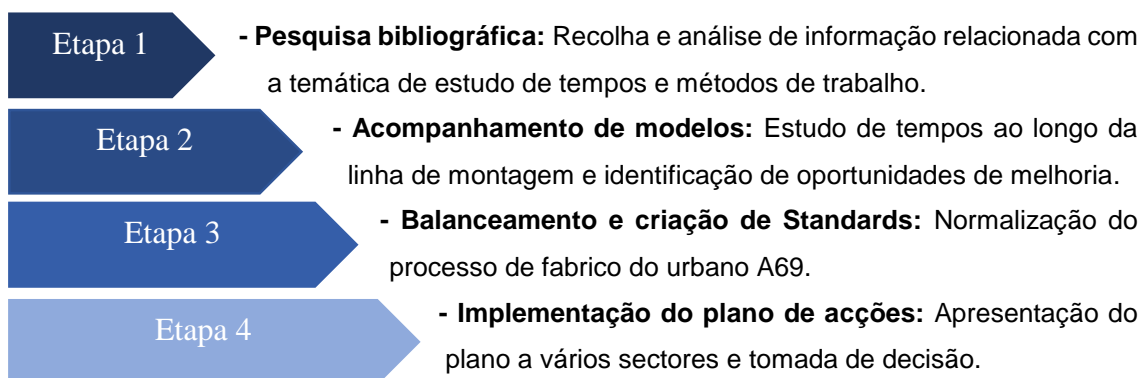 Etapa 1
- Pesquisa bibliográfica: Recolha e análise de informação relacionada com
a temática de estudo de tempos e métodos de trabalho.
Etapa 2
- Acompanhamento de modelos: Estudo de tempos ao longo da
linha de montagem e identificação de oportunidades de melhoria.
Etapa 3
- Balanceamento e criação de Standards: Normalização do
processo de fabrico do urbano A69.
Etapa 4
- Implementação do plano de acções: Apresentação do
plano a vários sectores e tomada de decisão.